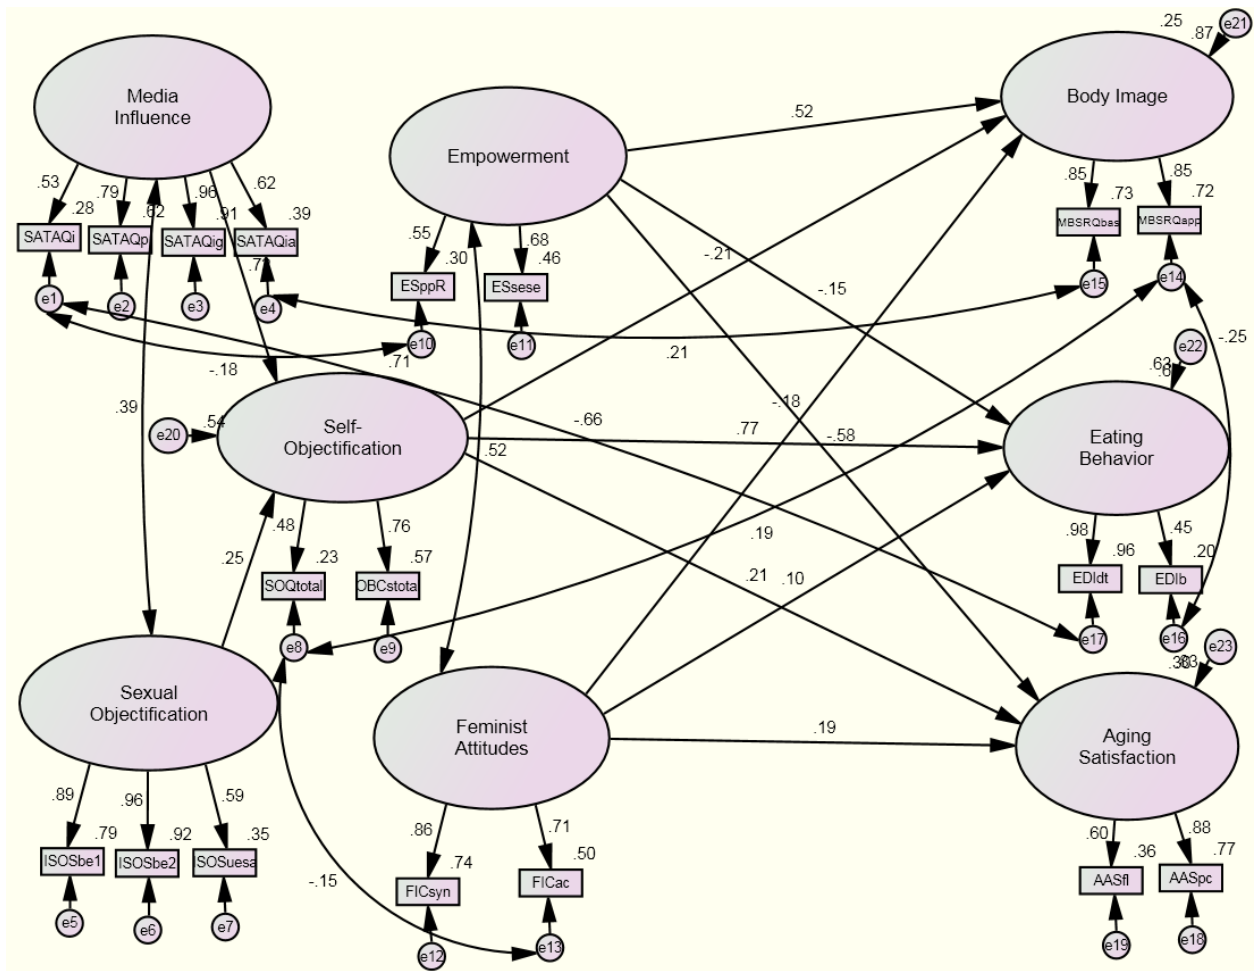 Media
Influence
.53
.28
.79
.62
.96
.91
.62
.39
SATAQi
SATAQp
SATAQig
SATAQia
e1
e2
e3
e4
Empowerment
.55
.30
.68
.46
ESppR
ESsese
e10
e11
.25
.87
e21
Body Image
.85
.73
.85
.72
MBSRQbas
MBSRQapp
e15
e14
.52
-.21
-.15
.21
-.25
-.18
.71
.39
e20
.54
Self-
Objectification
.52
-.66
.77
-.18
-.58
e22
Eating
Behavior
.48
.23
.76
.57
SOQtotal
OBCstota
e8
e9
.25
.19
.21
.10
.98
.96
.45
.20
EDIdt
EDIb
e17
e16
e23
Sexual
Objectification
Feminist
Attitudes
.19
Aging
Satisfaction
.89
.79
.96
.92
.59
.35
ISOSbe1
ISOSbe2
ISOSuesa
e5
e6
e7
-.15
.86
.74
.71
.50
FICsyn
FICac
e12
e13
.60
.36
.88
.77
AASfl
AASpc
e19
e18